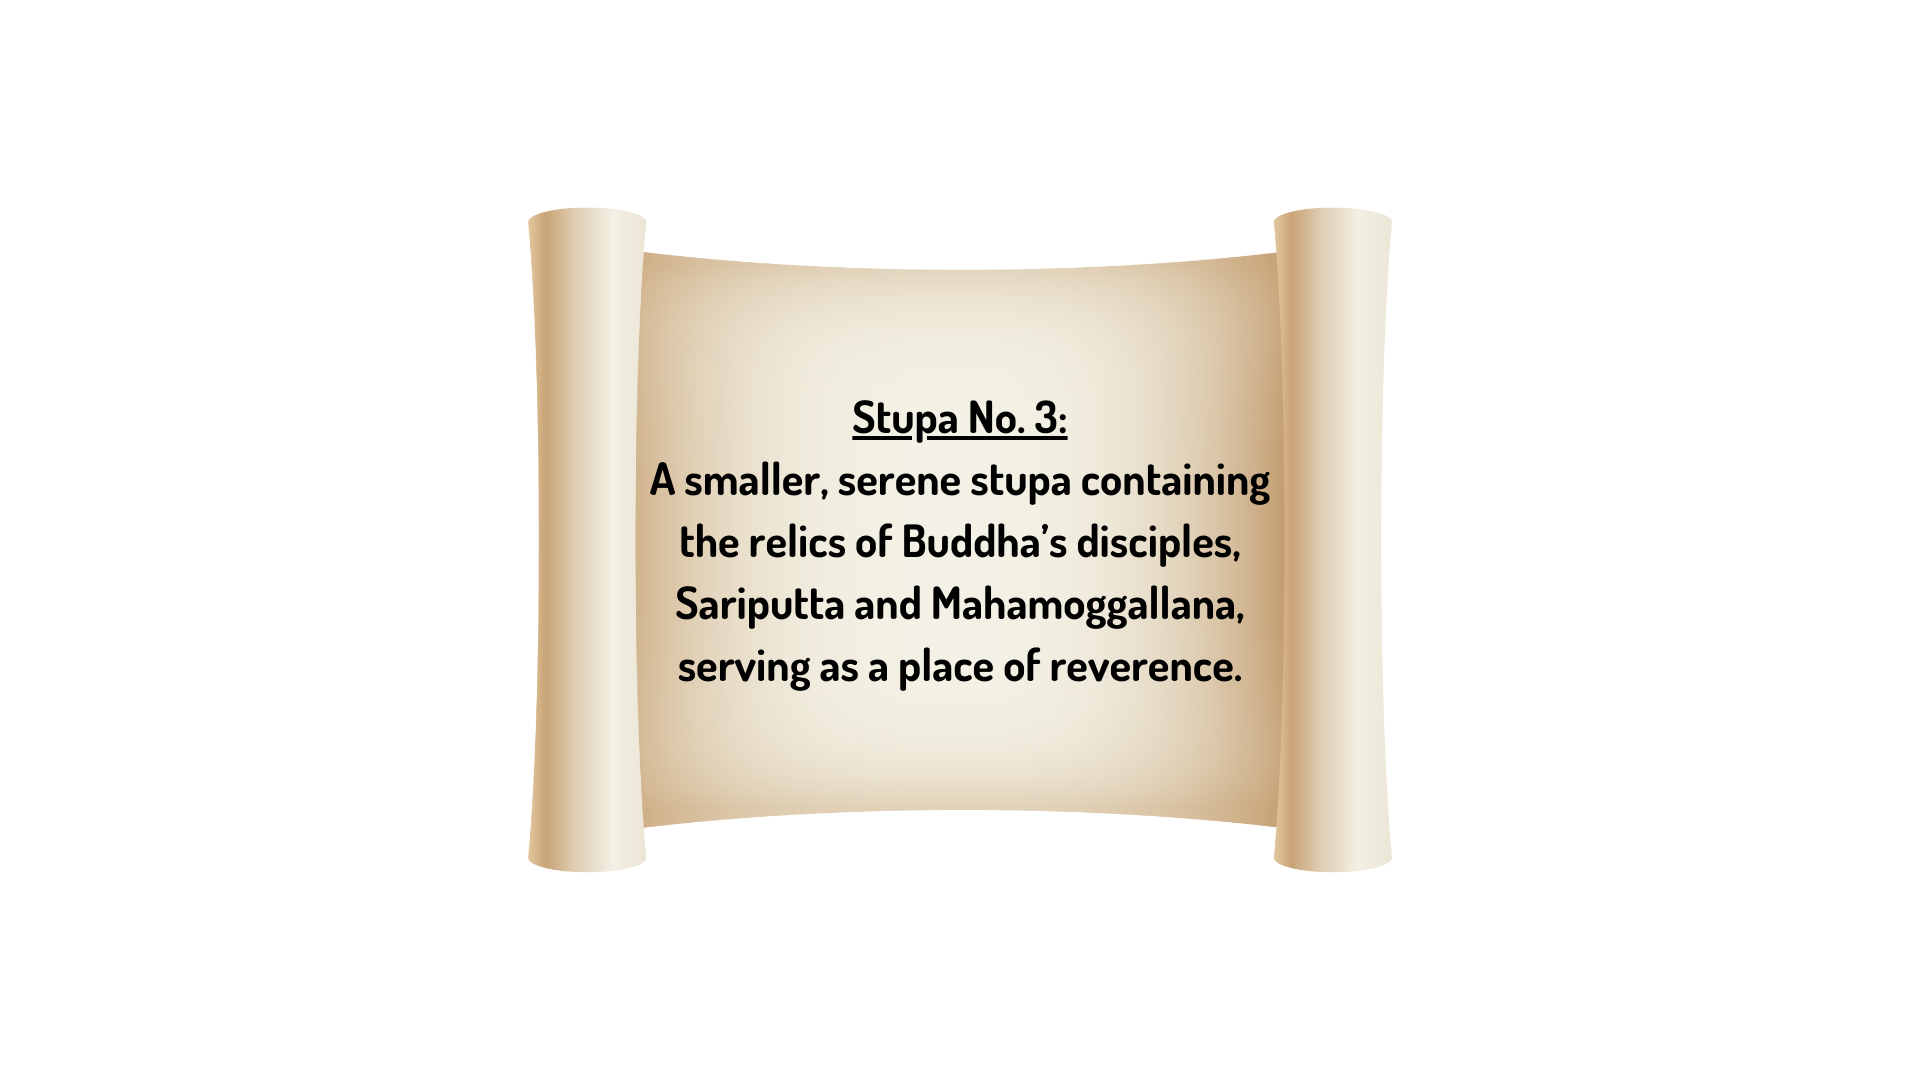 Stupa No. 3:
A smaller, serene stupa containing
the relics of Buddha’s disciples,
Sariputta and Mahamoggallana,
serving as a place of reverence.